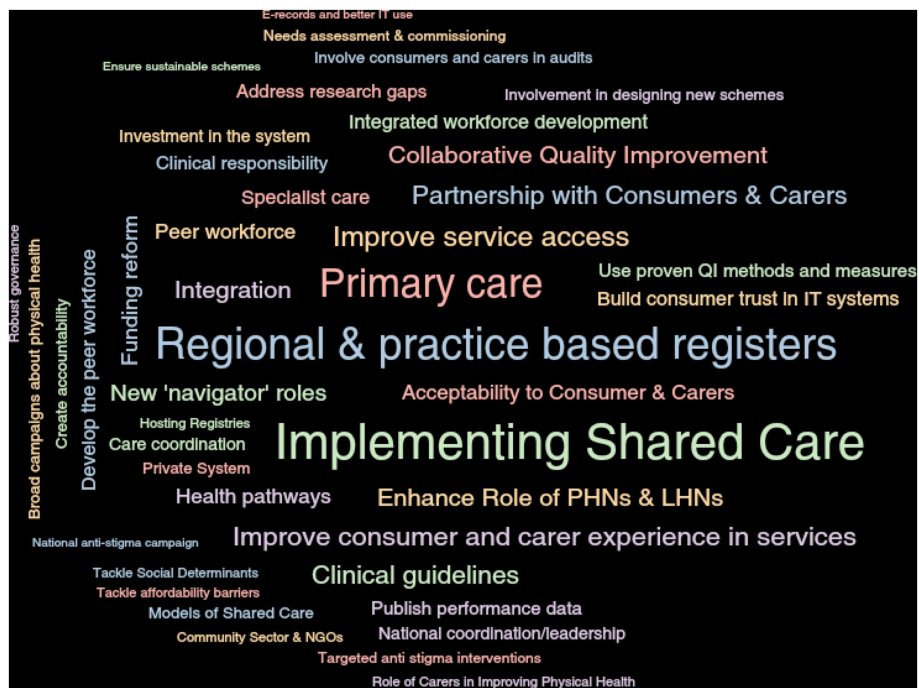 E-records and better IT use
Needs assessment & commissioning
Involve consumers and carers in audits
Ensure sustainable schemes
Address research gaps
Involvement in designing new schemes
Integrated workforce development
Investment in the system
Clinical responsibility
Collaborative Quality Improvement
Specialist care
Partnership with Consumers & Carers
Peer workforce
Improve service access
Robust governance
Broad campaigns about physical health
Create accountability
Develop the peer workforce
Funding reform
Integration
Primary care
Use proven QI methods and measures
Build consumer trust in IT systems
Regional & practice based registers
New 'navigator' roles
Acceptability to Consumer & Carers
Hosting Registries
Care coordination
Implementing Shared Care
Private System
Health pathways
Enhance Role of PHNs & LHNs
National anti-stigma campaign
Improve consumer and carer experience in services
Tackle Social Determinants
Clinical guidelines
Tackle affordability barriers
Models of Shared Care
Publish performance data
Community Sector & NGOs
National coordination/leadership
Targeted anti stigma interventions
Role of Carers in Improving Physical Health